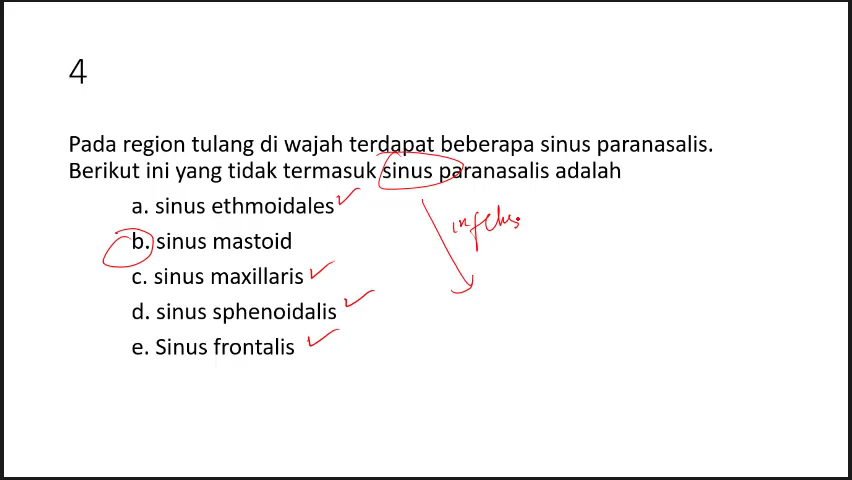 4
Pada region tulang di wajah terdapat beberapa sinus paranasalis.
Berikut ini yang tidak termasuk sinus paranasalis adalah
a. sinus ethmoidales
b. sinus mastoid
c. sinus maxillaris
d. sinus sphenoidalis
e. Sinus frontalis